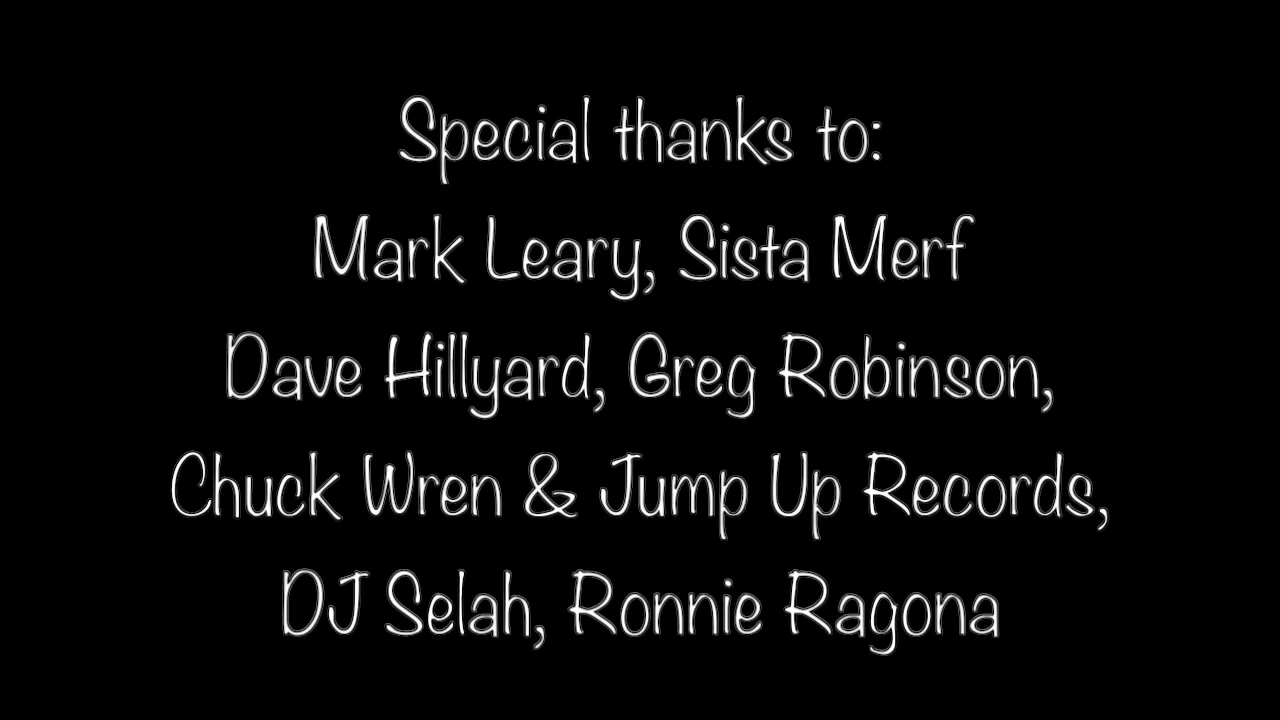 Special thanks to:
Mark Leary, Sista Merf
Dave Hillyard, Greg Robinson,
Chuck Wren & Jump Up Records,
DJ Selah, Ronnie Ragona